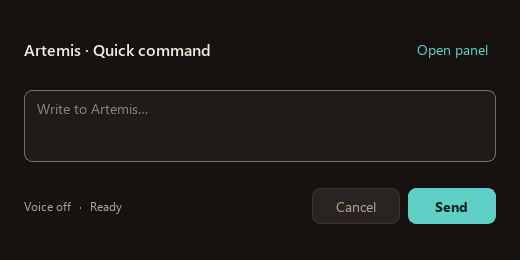 Artemis · Quick command
Open panel
Write to Artemis...
Voice off · Ready
Cancel
Send